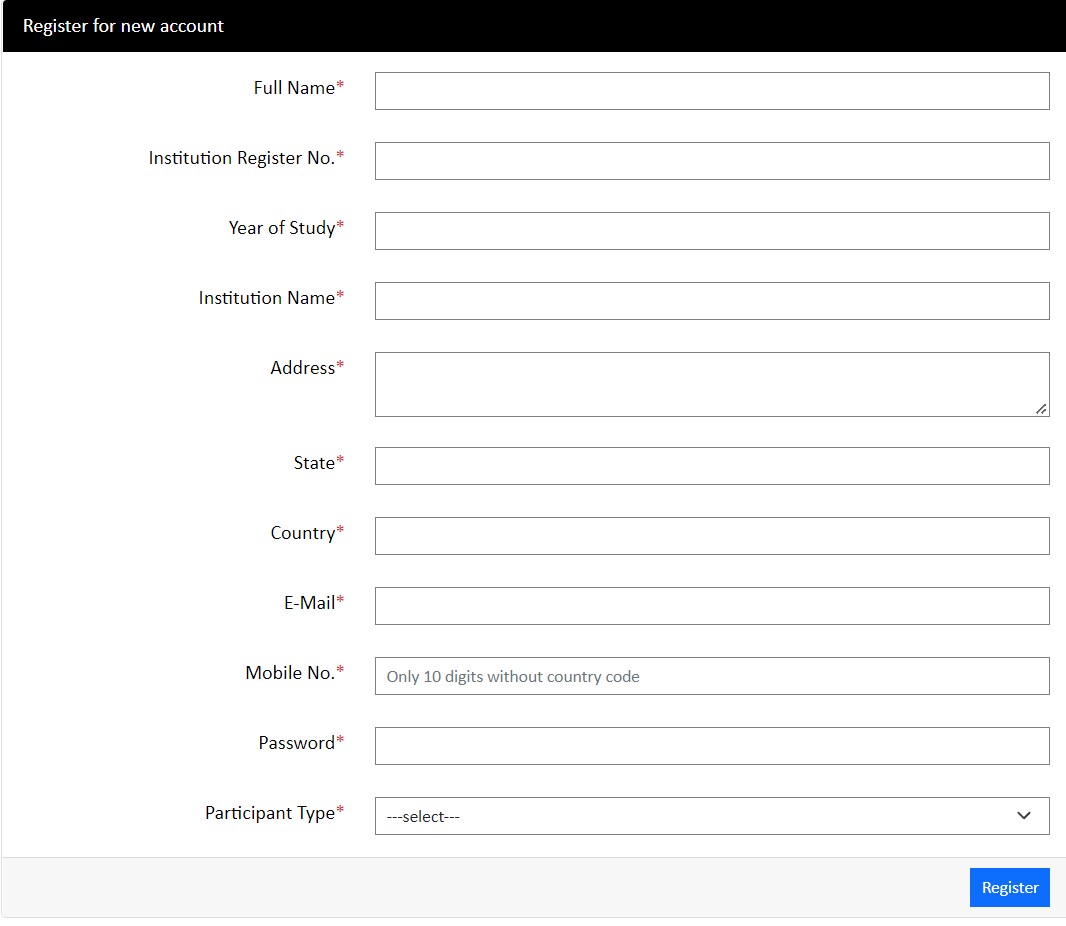 Register for new account
Full Name*
Institution Register No.*
Year of Study*
Institution Name*
Address*
State*
Country*
E-Mail*
Mobile No.* Only 10 digits without country code
Password*
Participant Type* ---select---
Register